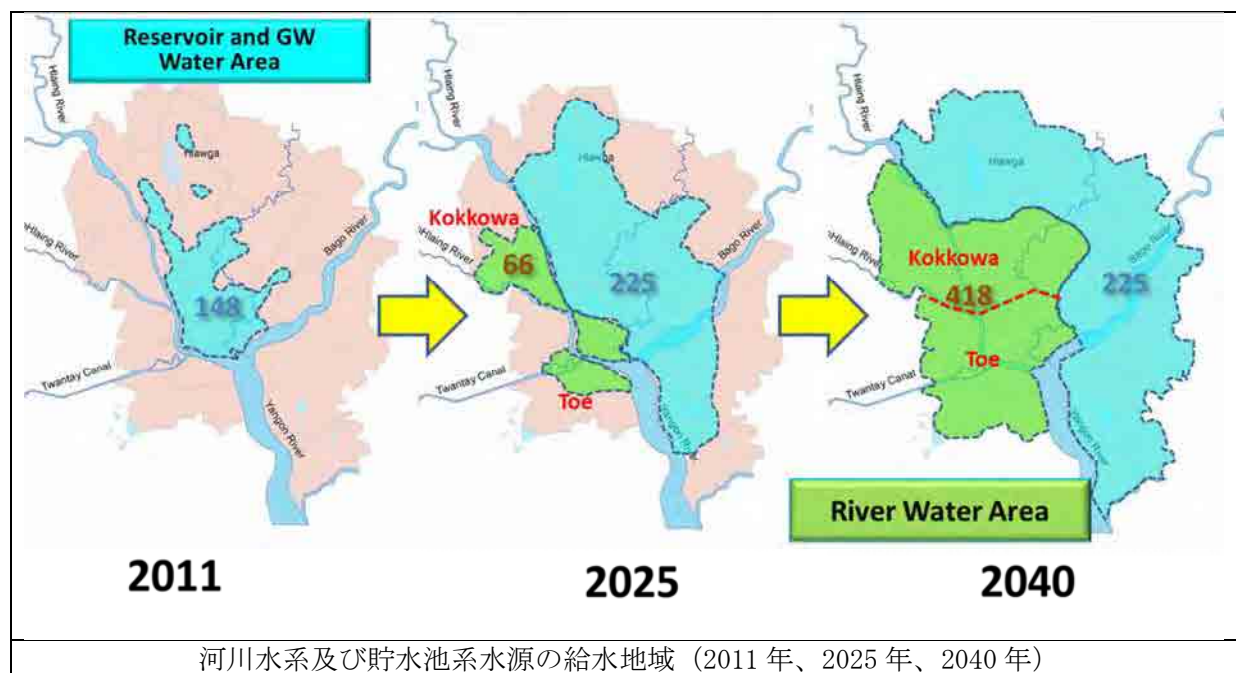 Reservoir and GW
Water Area
Hlaing River
Hlawga
Bago River
Hlaing River
148
Twantay Canal
Yangon River
Hlaing River
Hlawga
Kokkowa
Bago River
Hlaing River
66
225
Twantay Canal
Toe
Yangon River
Hlaing River
Hlawga
Kokkowa
Bago River
Hlaing River
418
225
Toe
Twantay Canal
Yangon River
River Water Area
2011
2025
2040
河川水系及び貯水池系水源の給水地域（2011 年、2025 年、2040 年）